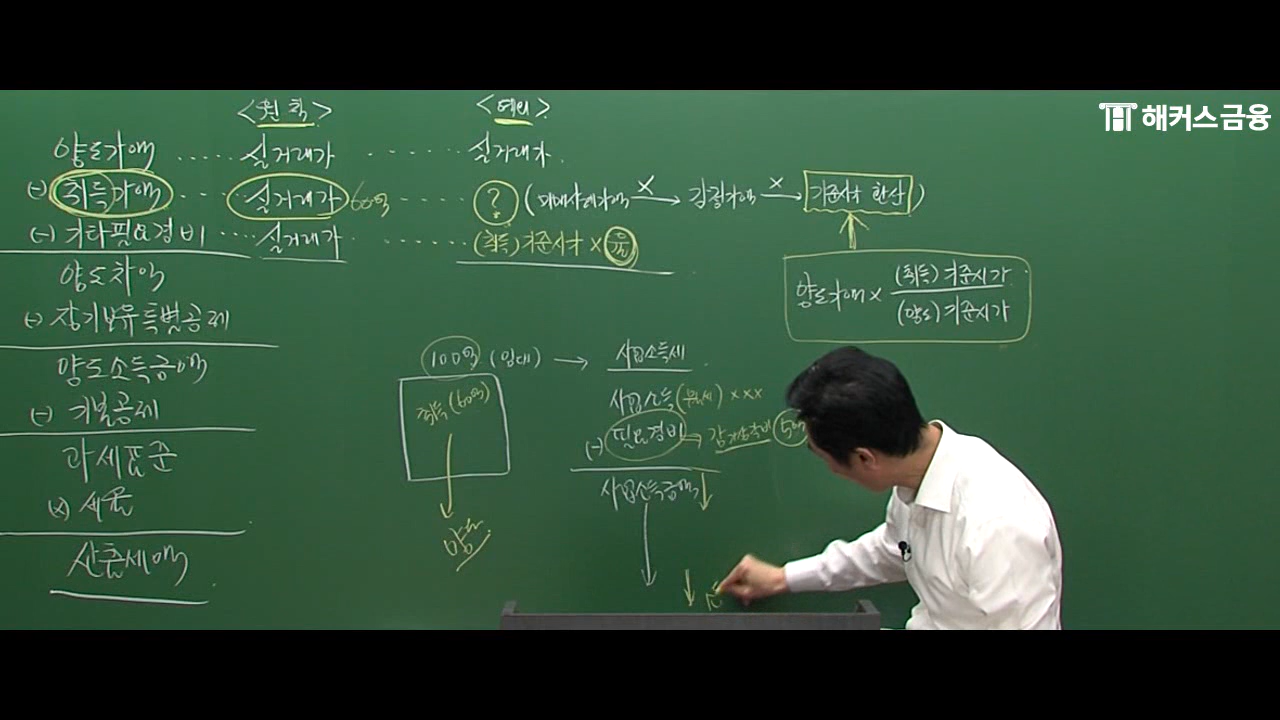 해커스금융
<원칙> <예외>
양도가액 ..... 실거래가 ..... 실거래가.
(-) 취득가액 .. 실거래가 60억 .... ? (매매사례가액 X→ 감정가액 X→ 기준시가 환산)
(-) 기타필요경비 .... 실거래가 ...... (취득) 기준시가 × 율
양도차익
양도가액 × (취득) 기준시가 / (양도) 기준시가
(-) 장기보유특별공제
양도소득금액
(-) 기본공제
과세표준
(×) 세율
산출세액
100억 (임대) → 사업소득세
취득 (60억)
사업소득 ( ) ×××
(-) 필요경비 → 감가상각비 5억
사업소득금액 ↓
양도